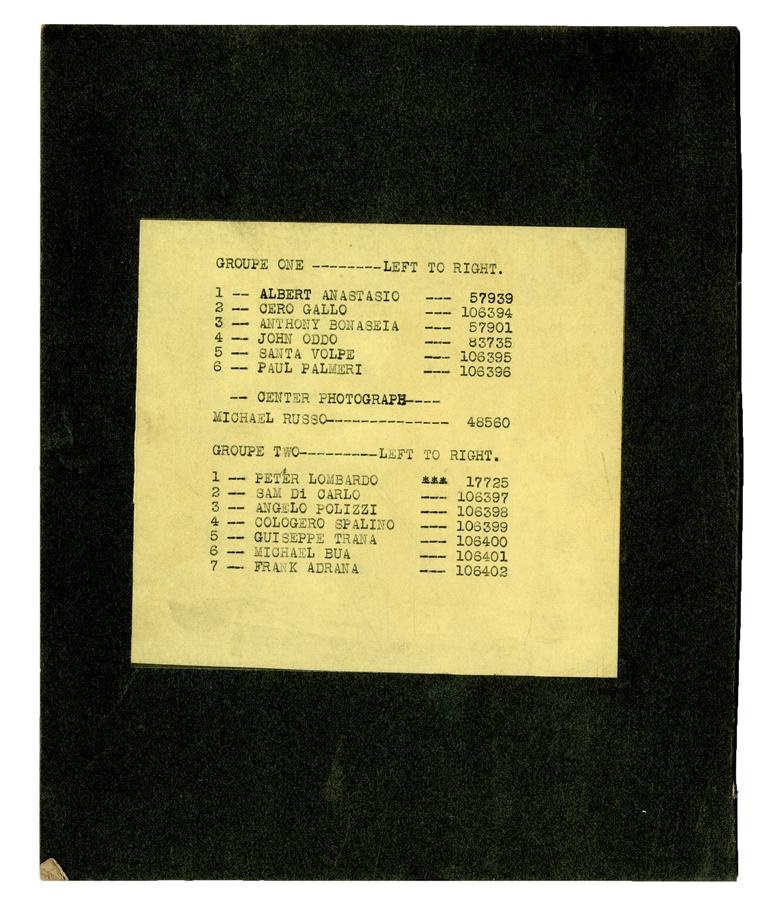 GROUPE ONE --------LEFT TO RIGHT.
1 -- ALBERT ANASTASIO --- 57939
2 -- CERO GALLO --- 106394
3 -- ANTHONY BONASEIA --- 57901
4 -- JOHN ODDO --- 83735
5 -- SANTA VOLPE --- 106395
6 -- PAUL PALMERI --- 106396
-- CENTER PHOTOGRAPH----
MICHAEL RUSSO-------------- 48560
GROUPE TWO---------LEFT TO RIGHT.
1 -- PETER LOMBARDO *** 17725
2 -- SAM Di CARLO --- 106397
3 -- ANGELO POLIZZI --- 106398
4 -- COLOGERO SPALINO --- 106399
5 -- GUISEPPE TRANA --- 106400
6 -- MICHAEL BUA --- 106401
7 -- FRANK ADRANA --- 106402